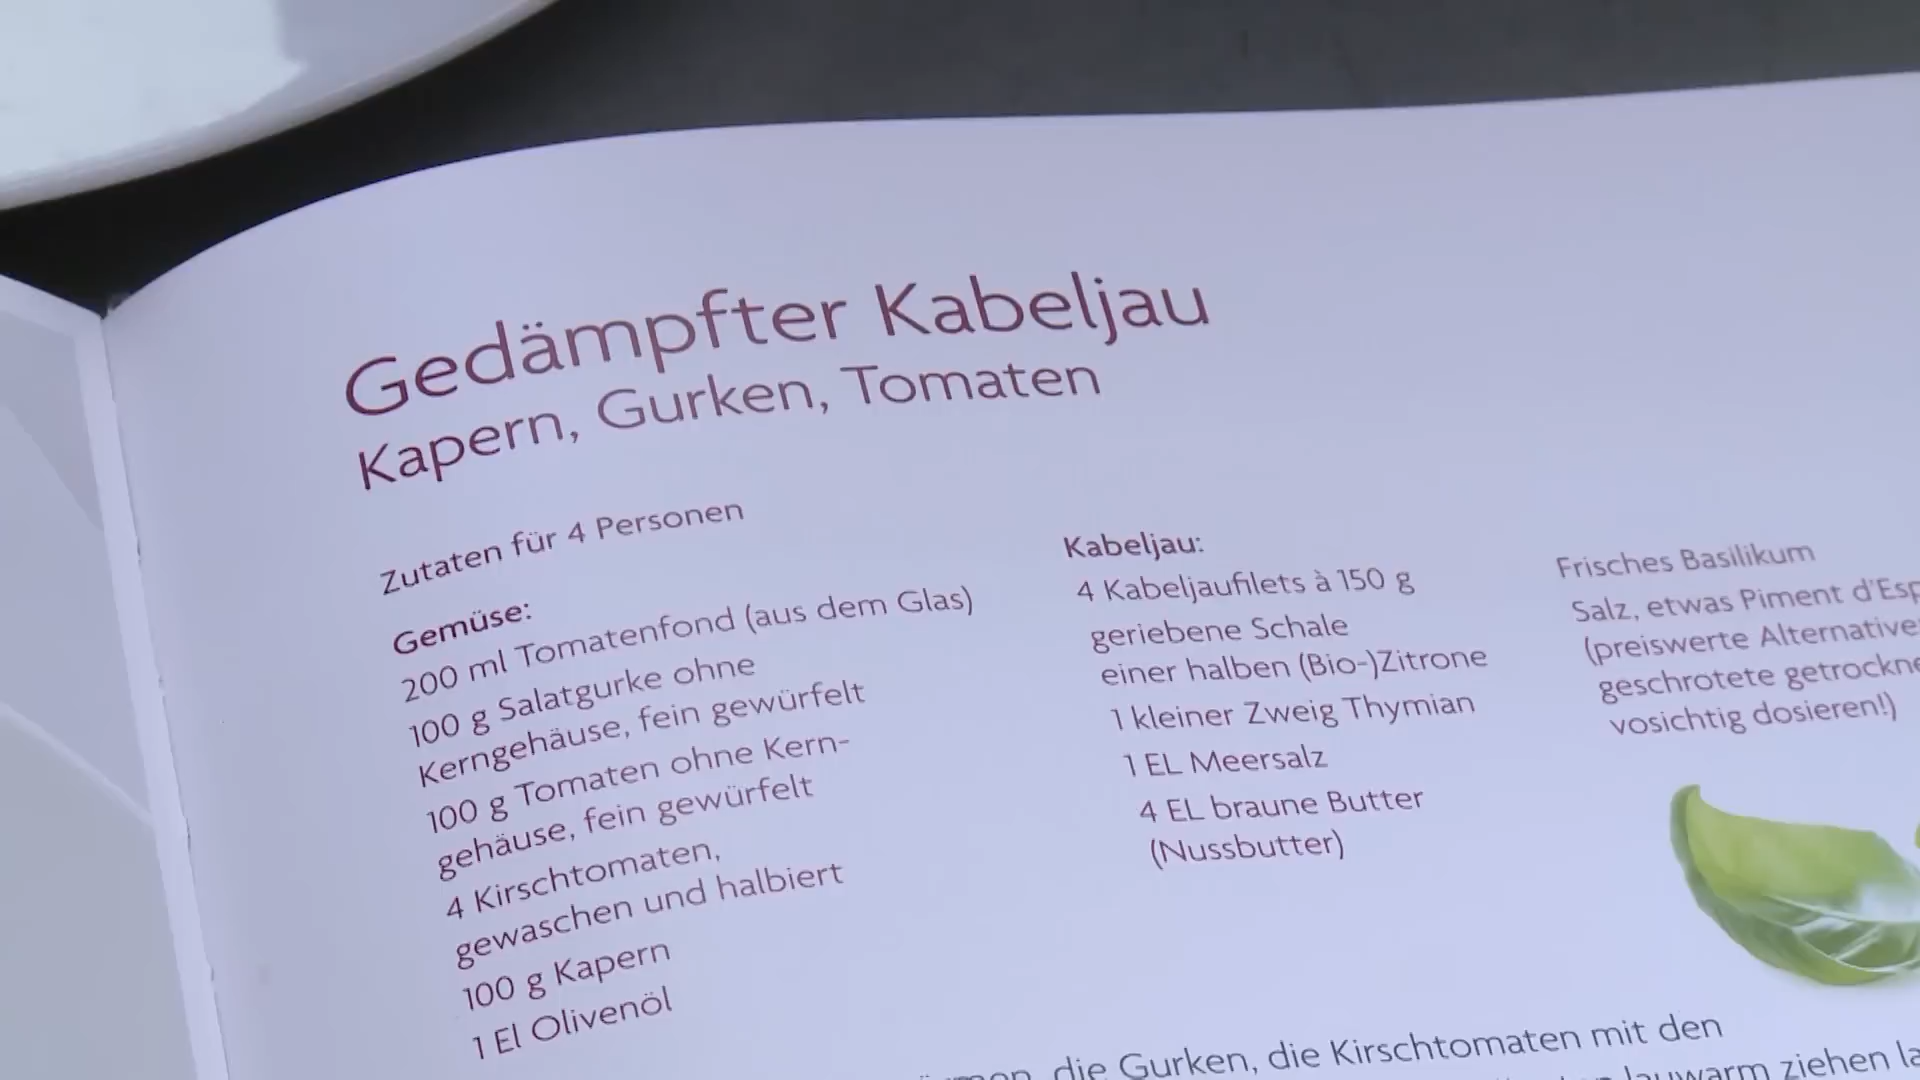 Gedämpfter Kabeljau
Kapern, Gurken, Tomaten
Zutaten für 4 Personen
Gemüse:
200 ml Tomatenfond (aus dem Glas)
100 g Salatgurke ohne
Kerngehäuse, fein gewürfelt
100 g Tomaten ohne Kern-
gehäuse, fein gewürfelt
4 Kirschtomaten,
gewaschen und halbiert
100 g Kapern
1 El Olivenöl
Kabeljau:
4 Kabeljaufilets à 150 g
geriebene Schale
einer halben (Bio-)Zitrone
1 kleiner Zweig Thymian
1 EL Meersalz
4 EL braune Butter
(Nussbutter)
Frisches Basilikum
Salz, etwas Piment d'Esp
(preiswerte Alternative
geschrotete getrockne
vosichtig dosieren!)
die Gurken, die Kirschtomaten mit den
lauwarm ziehen la